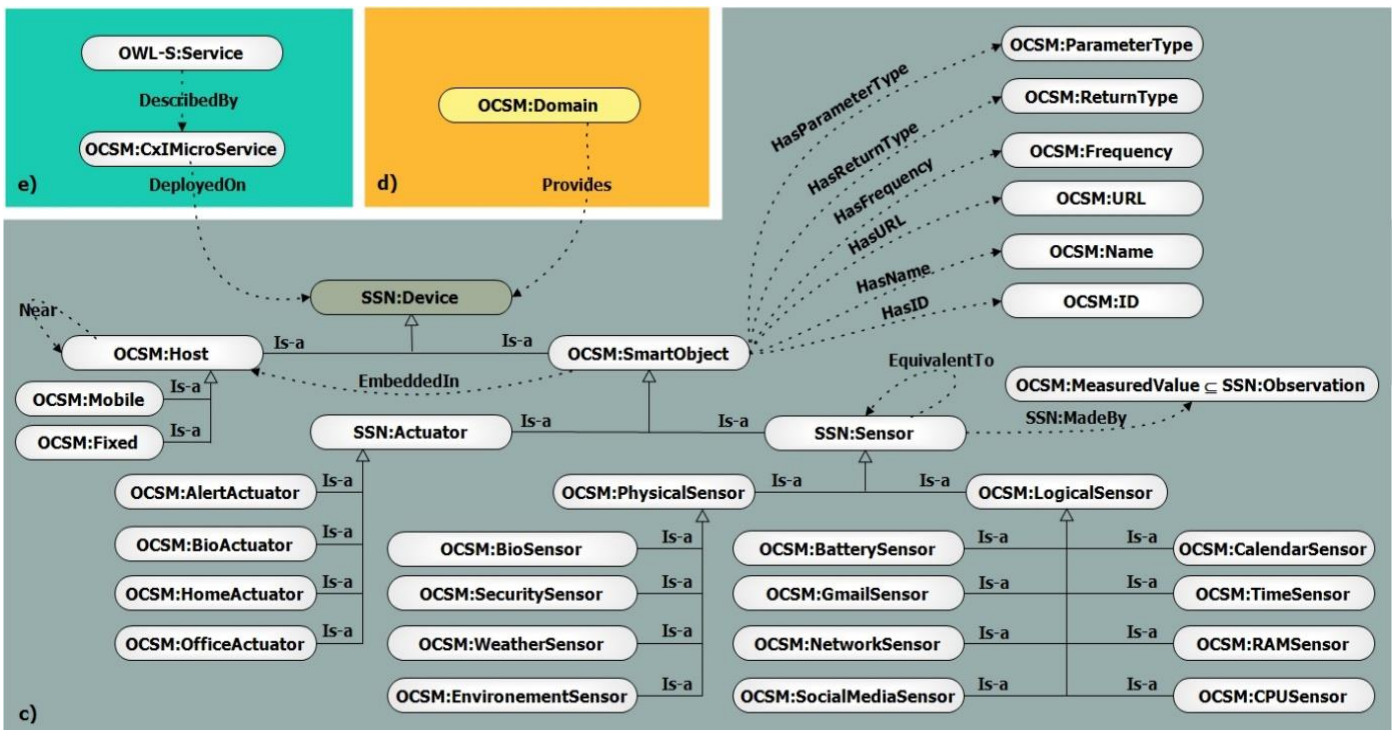 OWL-S:Service
DescribedBy
OCSM:CxIMicroService
e)
DeployedOn
OCSM:Domain
d)
Provides
OCSM:ParameterType
OCSM:ReturnType
OCSM:Frequency
OCSM:URL
OCSM:Name
OCSM:ID
HasParameterType
HasReturnType
HasFrequency
HasURL
HasName
HasID
SSN:Device
Near
OCSM:Host
Is-a
Is-a
OCSM:SmartObject
EmbeddedIn
OCSM:Mobile
Is-a
OCSM:Fixed
Is-a
EquivalentTo
OCSM:MeasuredValue ⊆ SSN:Observation
SSN:MadeBy
SSN:Actuator
Is-a
Is-a
SSN:Sensor
OCSM:AlertActuator
Is-a
OCSM:BioActuator
Is-a
OCSM:HomeActuator
Is-a
OCSM:OfficeActuator
Is-a
OCSM:PhysicalSensor
Is-a
Is-a
OCSM:LogicalSensor
OCSM:BioSensor
Is-a
OCSM:SecuritySensor
Is-a
OCSM:WeatherSensor
Is-a
OCSM:EnvironementSensor
Is-a
OCSM:BatterySensor
Is-a
Is-a
OCSM:CalendarSensor
OCSM:GmailSensor
Is-a
Is-a
OCSM:TimeSensor
OCSM:NetworkSensor
Is-a
Is-a
OCSM:RAMSensor
OCSM:SocialMediaSensor
Is-a
Is-a
OCSM:CPUSensor
c)